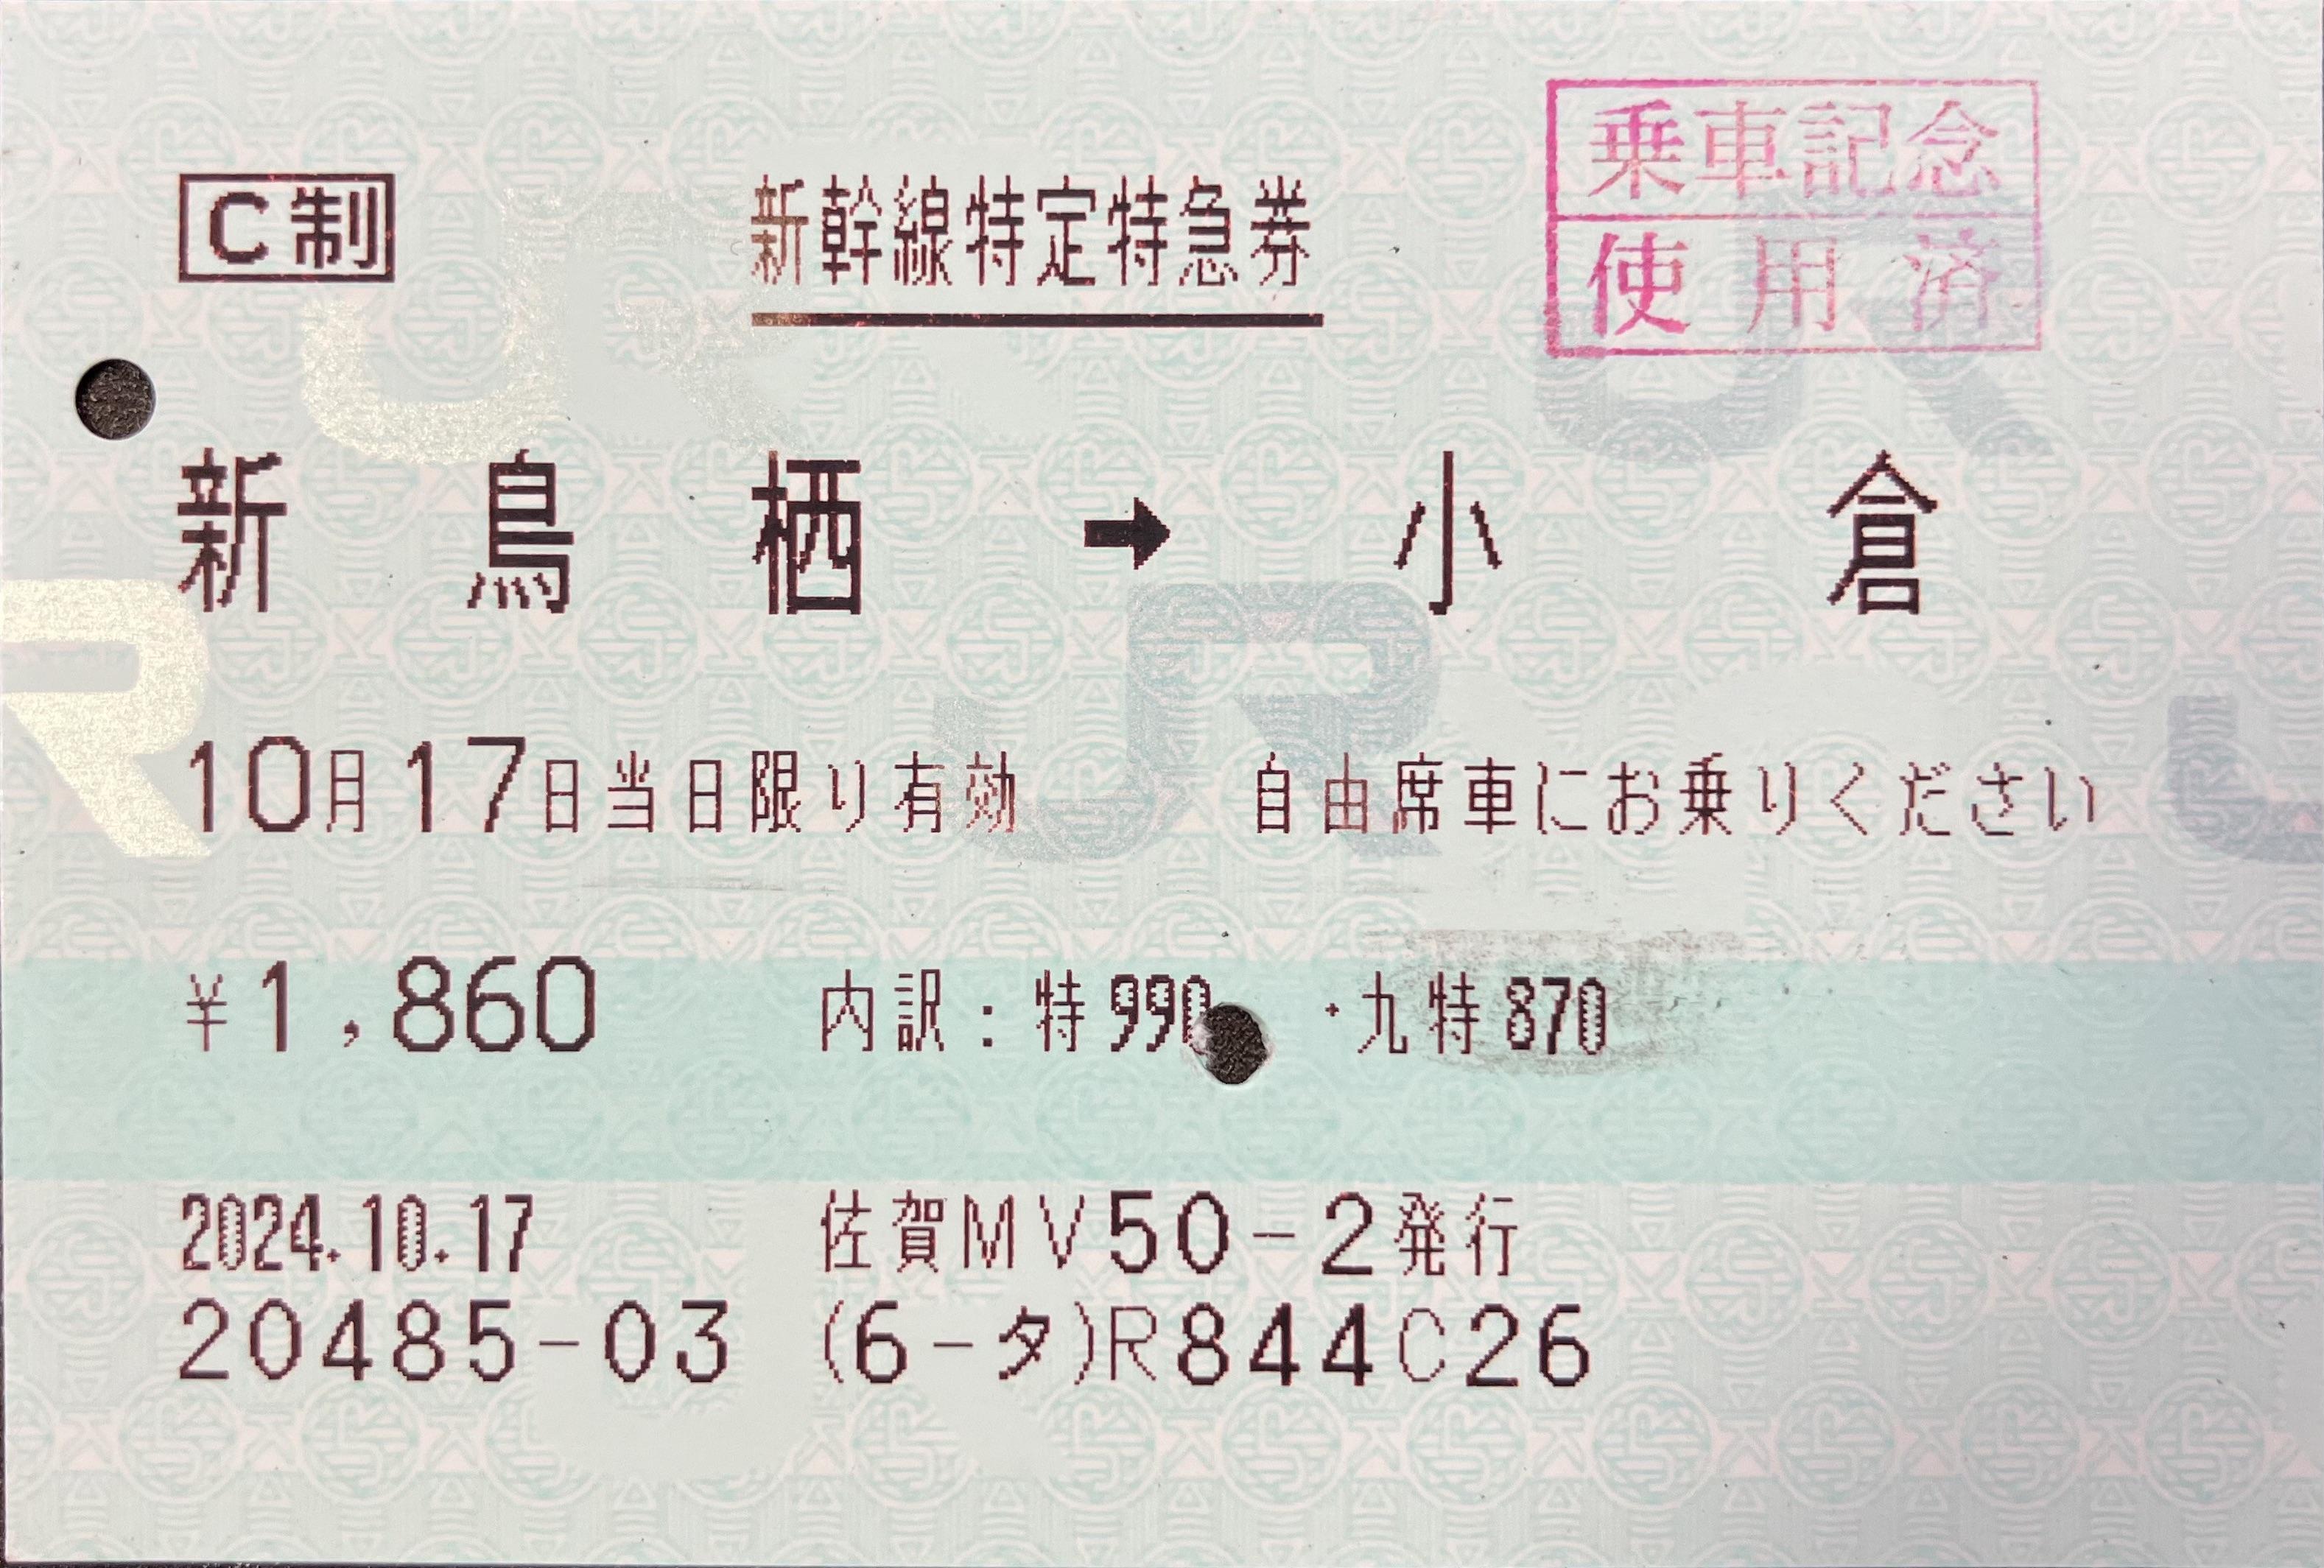 C制 新幹線特定特急券
乗車記念
使用済
新鳥栖 → 小倉
10月17日当日限り有効 自由席車にお乗りください
¥1,860 内訳:特990・九特870
2024.10.17 佐賀MV50-2発行
20485-03 (6-タ)R844C26